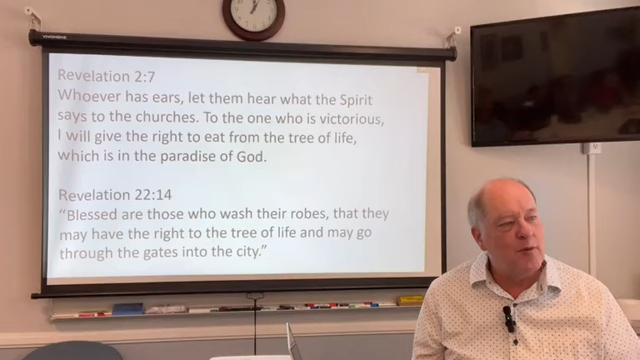 Revelation 2:7
Whoever has ears, let them hear what the Spirit
says to the churches. To the one who is victorious,
I will give the right to eat from the tree of life,
which is in the paradise of God.
Revelation 22:14
“Blessed are those who wash their robes, that they
may have the right to the tree of life and may go
through the gates into the city.”